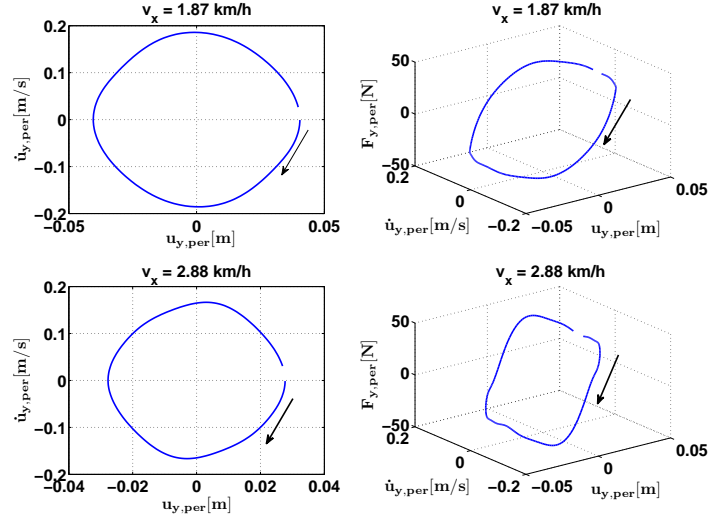 v_x = 1.87 km/h
0.2
0.1
0
−0.1
−0.2
u̇_y,per[m/s]
−0.05 0 0.05
u_y,per[m]
v_x = 1.87 km/h
50
0
−50
F_y,per[N]
0.2 0 −0.2
u̇_y,per[m/s]
−0.05 0 0.05
u_y,per[m]
v_x = 2.88 km/h
0.2
0.1
0
−0.1
−0.2
u̇_y,per[m/s]
−0.04 −0.02 0 0.02 0.04
u_y,per[m]
v_x = 2.88 km/h
50
0
−50
F_y,per[N]
0.2 0 −0.2
u̇_y,per[m/s]
−0.05 0 0.05
u_y,per[m]